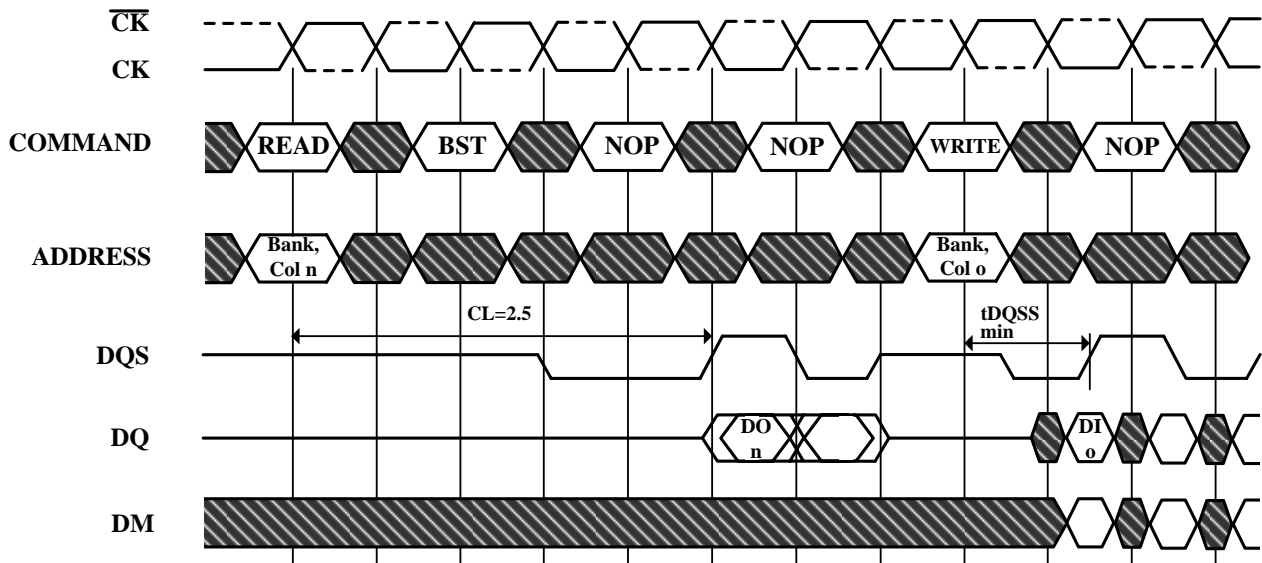 CK
CK
COMMAND
READ
BST
NOP
NOP
WRITE
NOP
ADDRESS
Bank,
Col n
Bank,
Col o
CL=2.5
tDQSS
min
DQS
DQ
DO
n
DI
o
DM